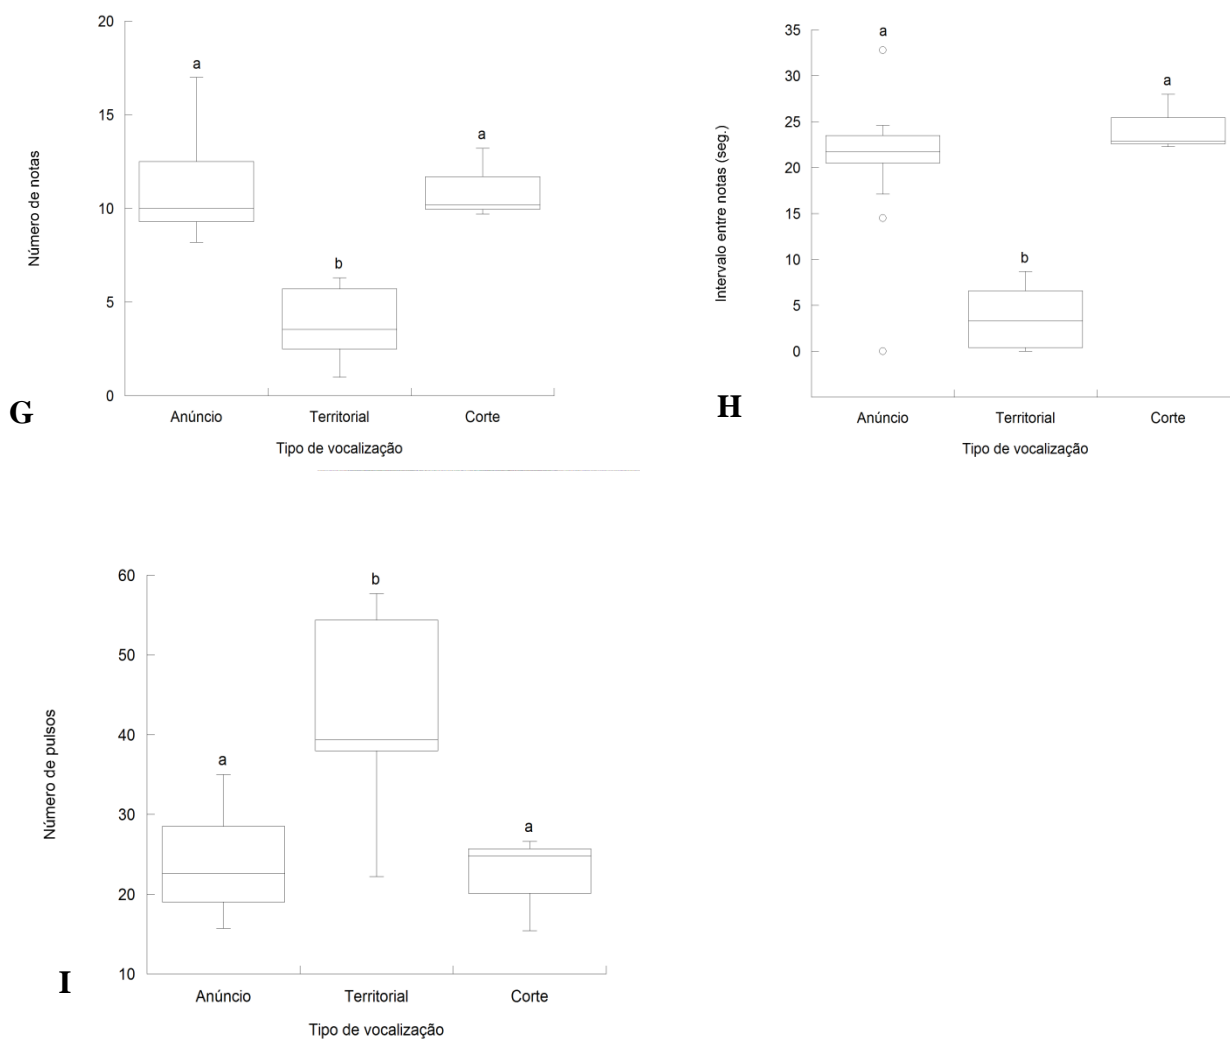 20
15
10
5
0
Número de notas
a
b
a
Anúncio
Territorial
Corte
Tipo de vocalização
G
35
30
25
20
15
10
5
0
Intervalo entre notas (seg.)
a
b
a
Anúncio
Territorial
Corte
Tipo de vocalização
H
60
50
40
30
20
10
Número de pulsos
a
b
a
Anúncio
Territorial
Corte
Tipo de vocalização
I